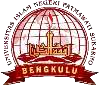 UNIVERSITAS ISLAM NEGERI FATMAWATI SUKARNO
BENGKULU